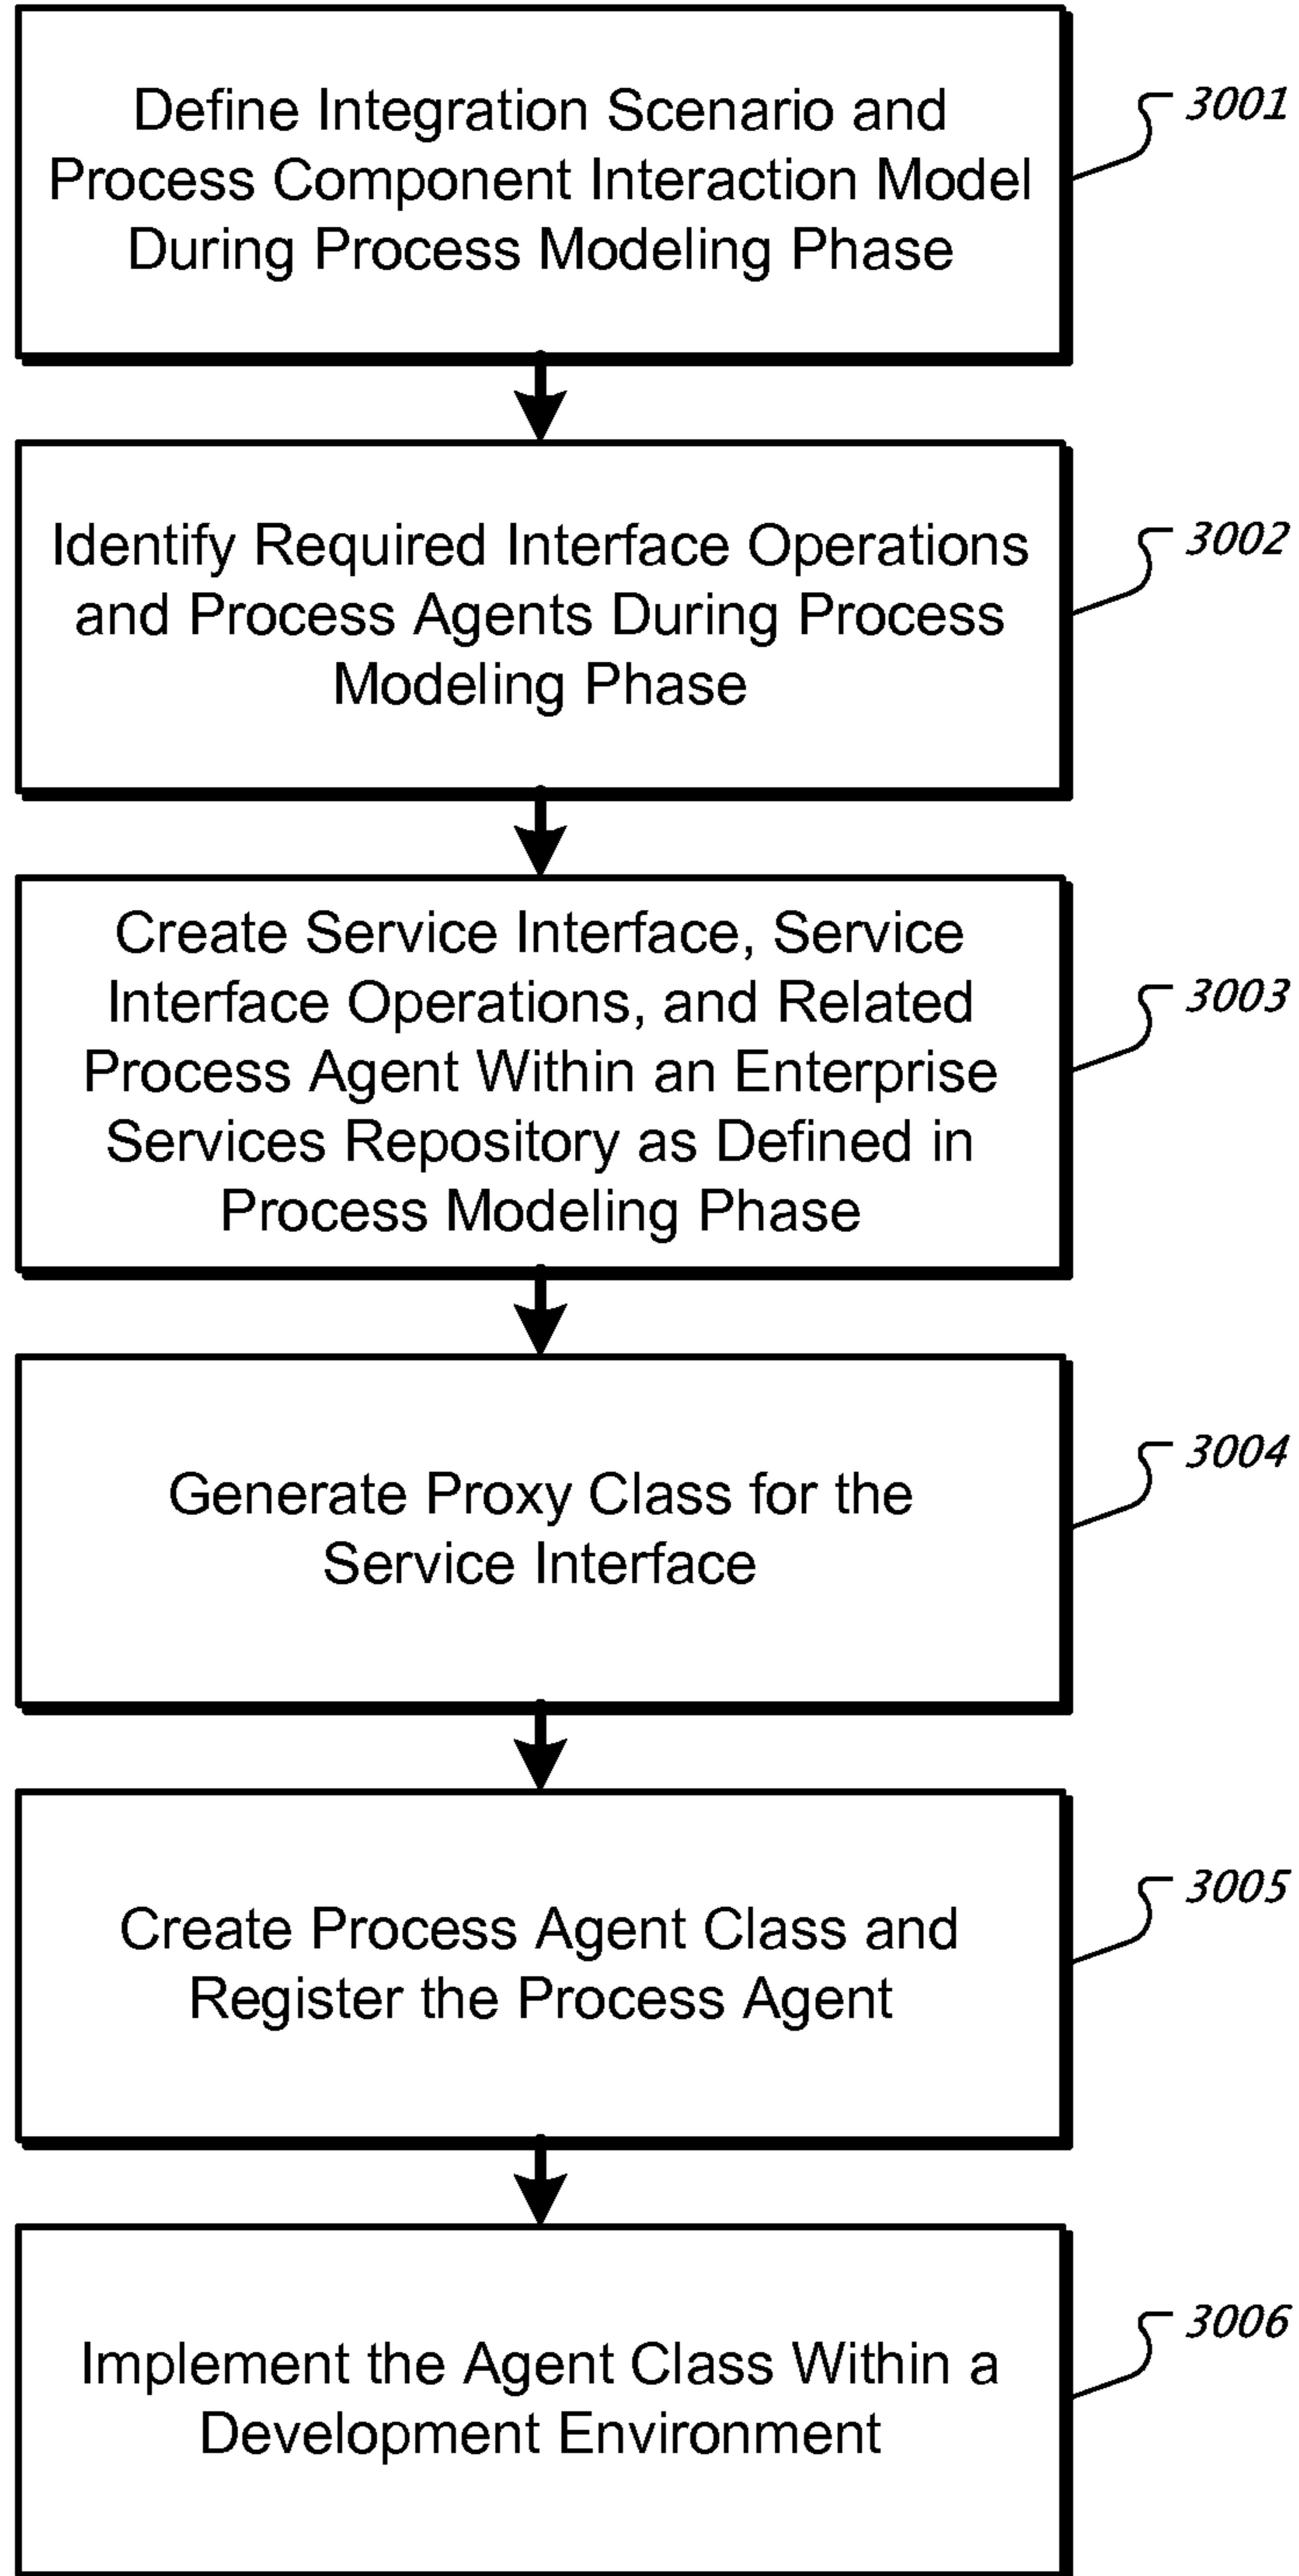 Define Integration Scenario and
Process Component Interaction Model
During Process Modeling Phase
3001
Identify Required Interface Operations
and Process Agents During Process
Modeling Phase
3002
Create Service Interface, Service
Interface Operations, and Related
Process Agent Within an Enterprise
Services Repository as Defined in
Process Modeling Phase
3003
Generate Proxy Class for the
Service Interface
3004
Create Process Agent Class and
Register the Process Agent
3005
Implement the Agent Class Within a
Development Environment
3006